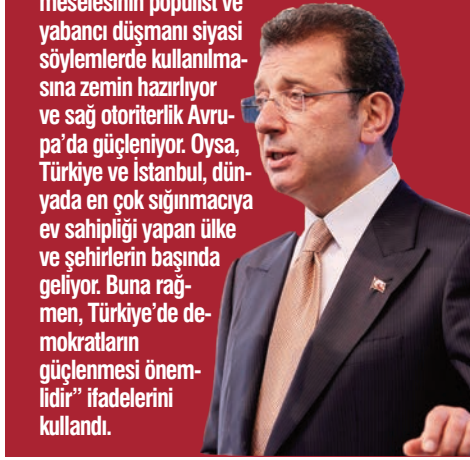 meselesinin popülist ve
yabancı düşmanı siyasi
söylemlerde kullanılma-
sına zemin hazırlıyor
ve sağ otoriterlik Avru-
pa’da güçleniyor. Oysa,
Türkiye ve İstanbul, dün-
yada en çok sığınmacıya
ev sahipliği yapan ülke
ve şehirlerin başında
geliyor. Buna rağ-
men, Türkiye’de de-
mokratların
güçlenmesi önem-
lidir” ifadelerini
kullandı.